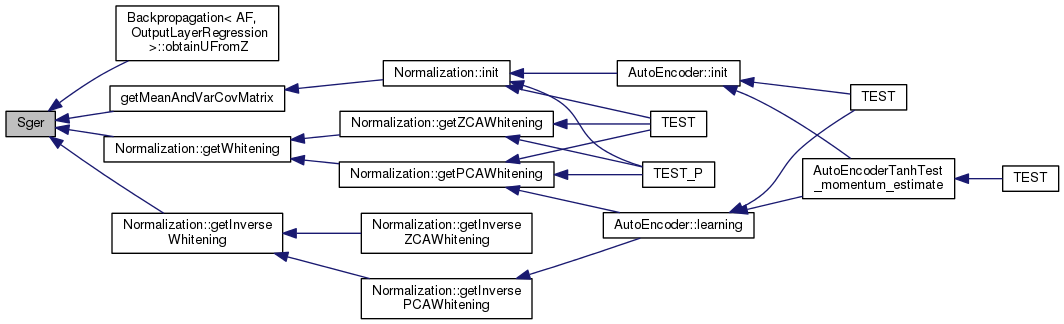 Sger
Backpropagation< AF,
OutputLayerRegression
>::obtainUFromZ
getMeanAndVarCovMatrix
Normalization::getWhitening
Normalization::getInverse
Whitening
Normalization::init
Normalization::getZCAWhitening
Normalization::getPCAWhitening
Normalization::getInverse
ZCAWhitening
Normalization::getInverse
PCAWhitening
AutoEncoder::init
TEST
TEST_P
AutoEncoder::learning
TEST
AutoEncoderTanhTest
_momentum_estimate
TEST